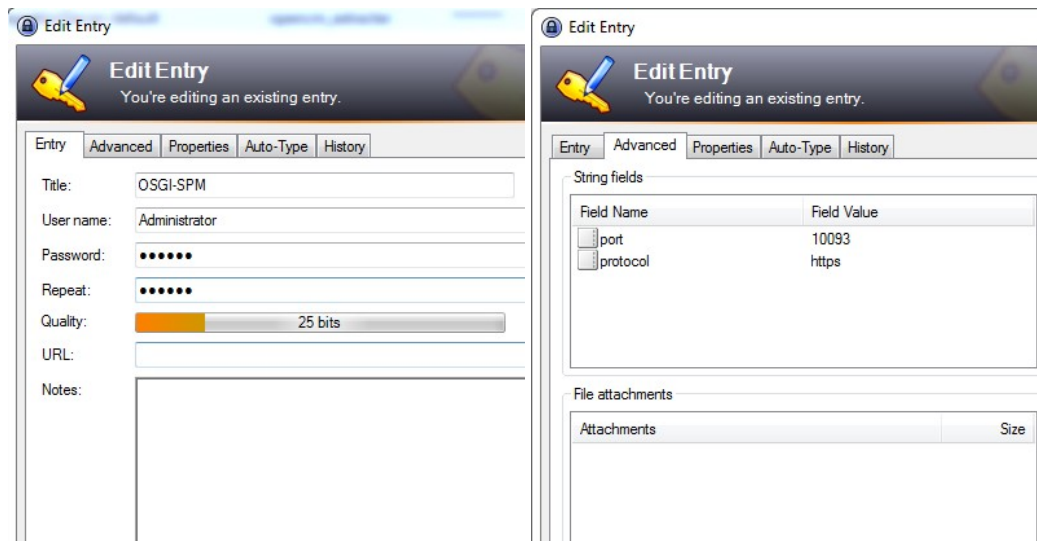 Edit Entry
Edit Entry
You're editing an existing entry.
Entry Advanced Properties Auto-Type History
Title: OSGI-SPM
User name: Administrator
Password: ••••••
Repeat: ••••••
Quality: 25 bits
URL:
Notes:
Edit Entry
Edit Entry
You're editing an existing entry.
Entry Advanced Properties Auto-Type History
String fields
Field Name Field Value
port 10093
protocol https
File attachments
Attachments Size